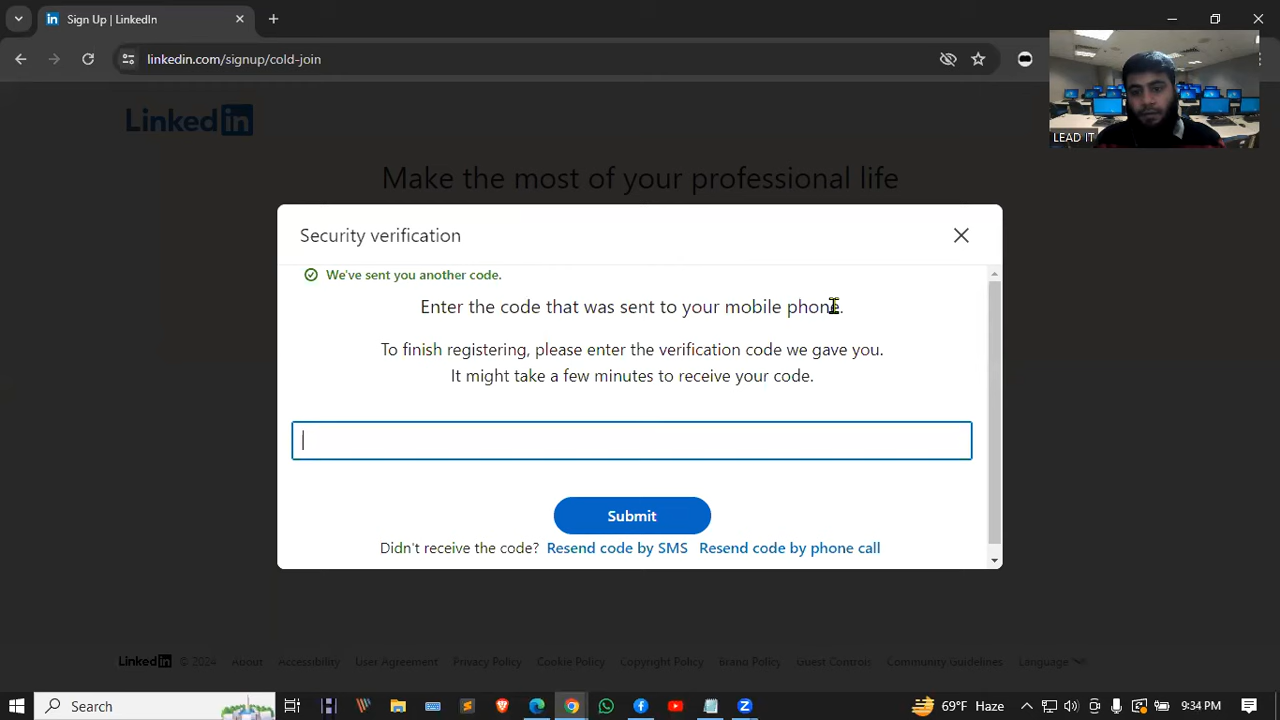 Sign Up | LinkedIn
linkedin.com/signup/cold-join
LEAD IT
Linkedin
Make the most of your professional life
Security verification
We've sent you another code.
Enter the code that was sent to your mobile phone.
To finish registering, please enter the verification code we gave you.
It might take a few minutes to receive your code.
Submit
Didn't receive the code? Resend code by SMS Resend code by phone call
Linkedin © 2024 About Accessibility User Agreement Privacy Policy Cookie Policy Copyright Policy Brand Policy Guest Controls Community Guidelines Language
Search
69°F Haze
9:34 PM